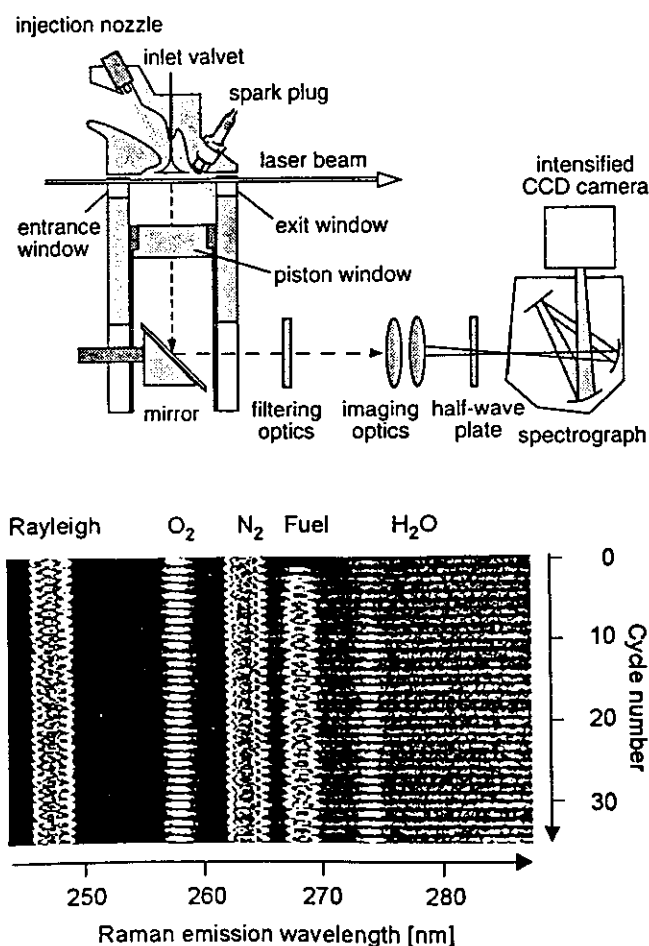 injection nozzle
inlet valvet
spark plug
laser beam
intensified
CCD camera
entrance
window
exit window
piston window
mirror
filtering
optics
imaging
optics
half-wave
plate
spectrograph
Rayleigh O₂ N₂ Fuel H₂O
0
10
20
30
Cycle number
250 260 270 280
Raman emission wavelength [nm]